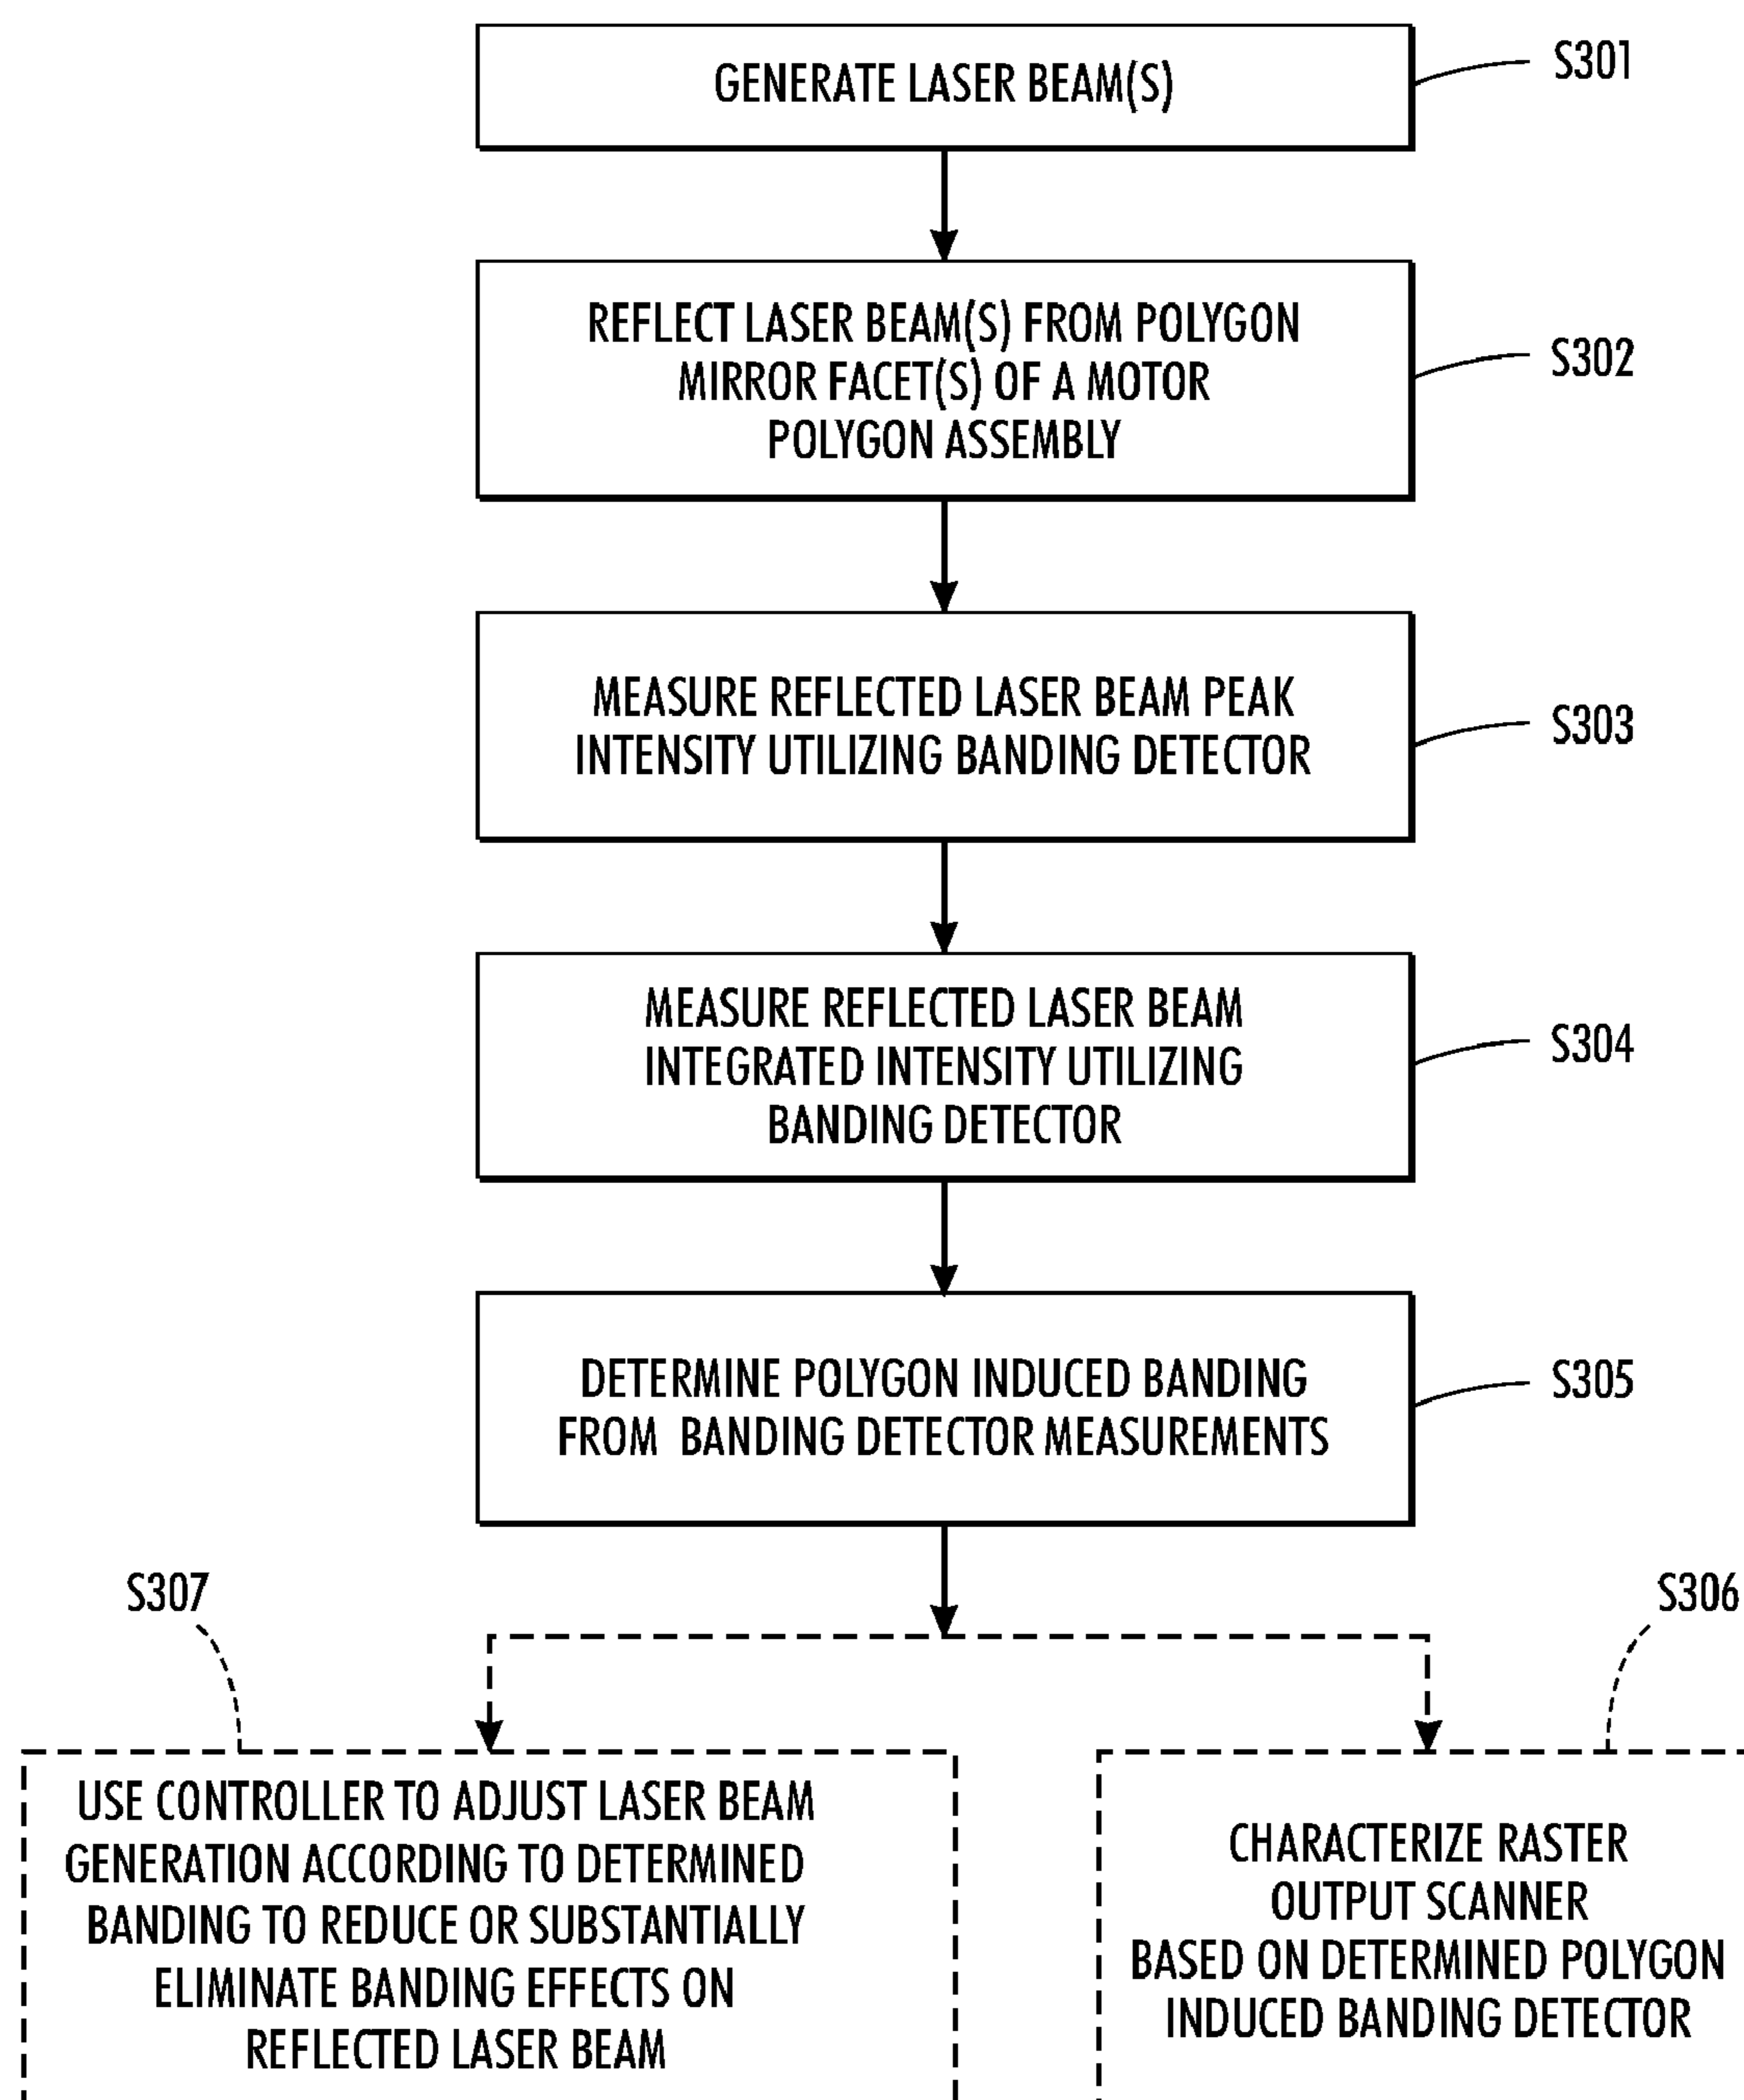 GENERATE LASER BEAM(S)
S301
REFLECT LASER BEAM(S) FROM POLYGON
MIRROR FACET(S) OF A MOTOR
POLYGON ASSEMBLY
S302
MEASURE REFLECTED LASER BEAM PEAK
INTENSITY UTILIZING BANDING DETECTOR
S303
MEASURE REFLECTED LASER BEAM
INTEGRATED INTENSITY UTILIZING
BANDING DETECTOR
S304
DETERMINE POLYGON INDUCED BANDING
FROM BANDING DETECTOR MEASUREMENTS
S305
S307
USE CONTROLLER TO ADJUST LASER BEAM
GENERATION ACCORDING TO DETERMINED
BANDING TO REDUCE OR SUBSTANTIALLY
ELIMINATE BANDING EFFECTS ON
REFLECTED LASER BEAM
S306
CHARACTERIZE RASTER
OUTPUT SCANNER
BASED ON DETERMINED POLYGON
INDUCED BANDING DETECTOR